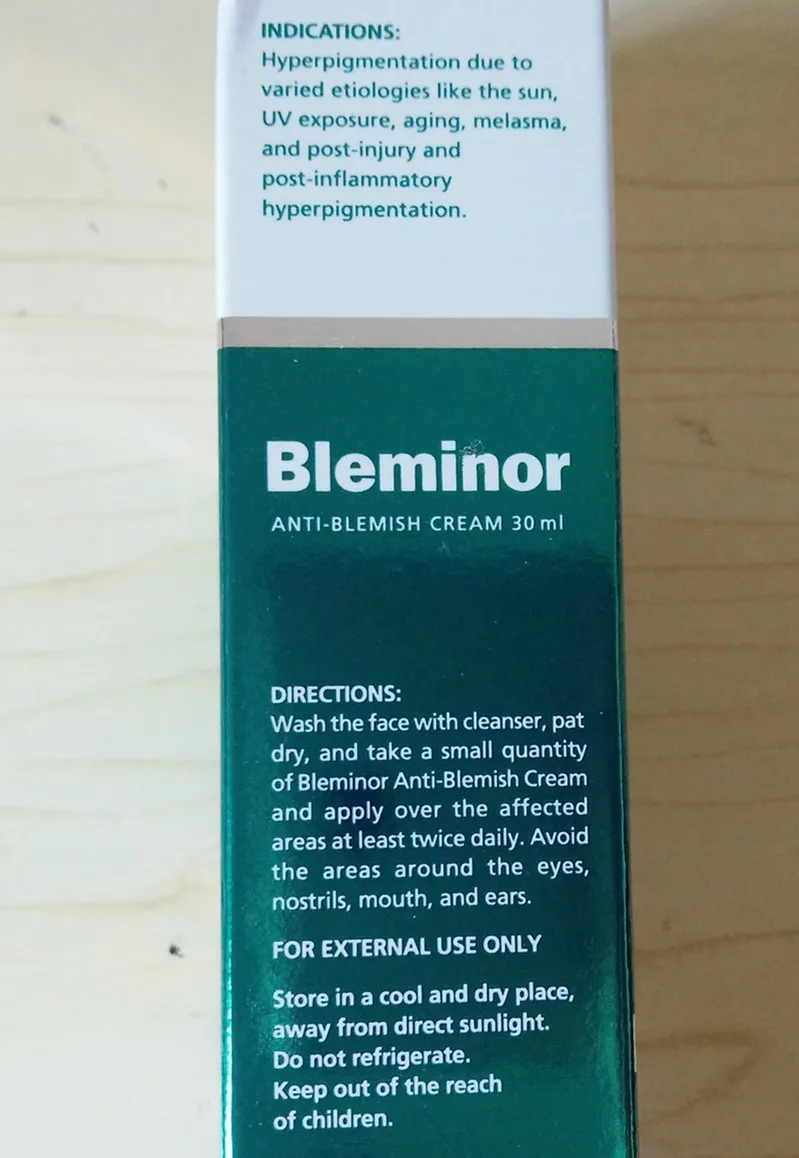 INDICATIONS:
Hyperpigmentation due to
varied etiologies like the sun,
UV exposure, aging, melasma,
and post-injury and
post-inflammatory
hyperpigmentation.
Bleminor
ANTI-BLEMISH CREAM 30 ml
DIRECTIONS:
Wash the face with cleanser, pat
dry, and take a small quantity
of Bleminor Anti-Blemish Cream
and apply over the affected
areas at least twice daily. Avoid
the areas around the eyes,
nostrils, mouth, and ears.
FOR EXTERNAL USE ONLY
Store in a cool and dry place,
away from direct sunlight.
Do not refrigerate.
Keep out of the reach
of children.